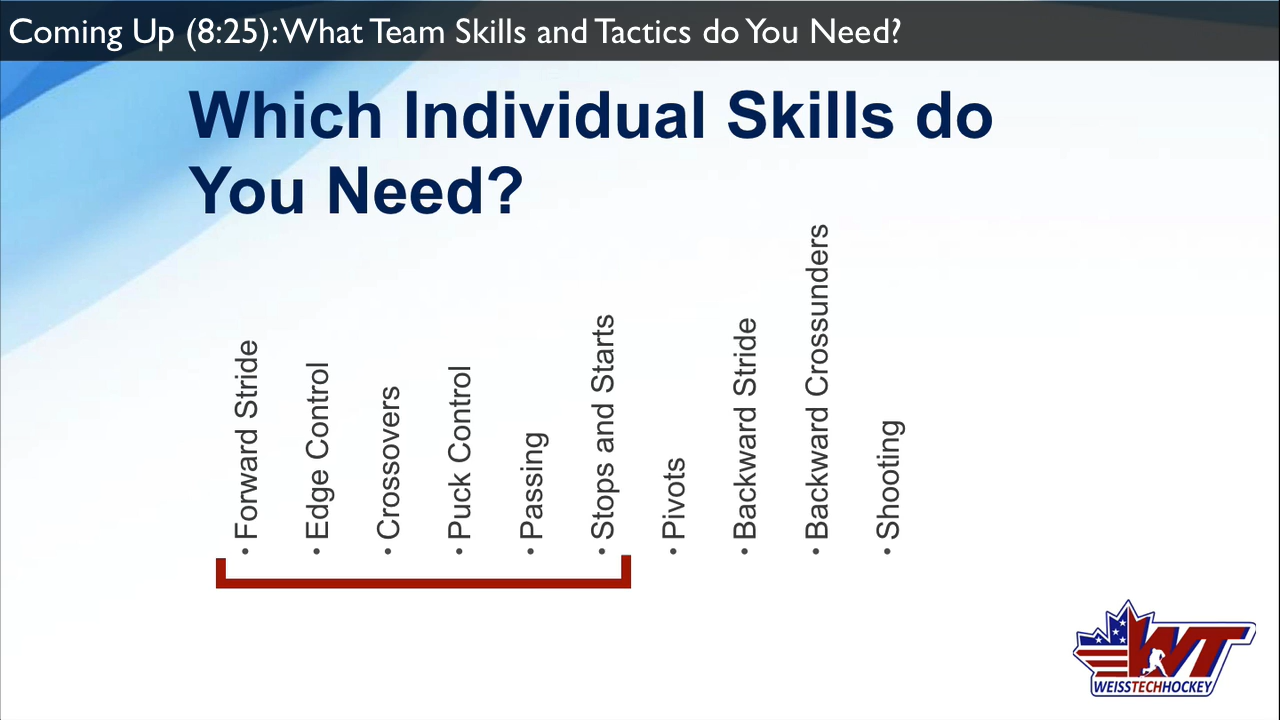 Coming Up (8:25): What Team Skills and Tactics do You Need?
Which Individual Skills do
You Need?
• Forward Stride
• Edge Control
• Crossovers
• Puck Control
• Passing
• Stops and Starts
• Pivots
• Backward Stride
• Backward Crossunders
• Shooting
WT
WEISSTECHHOCKEY